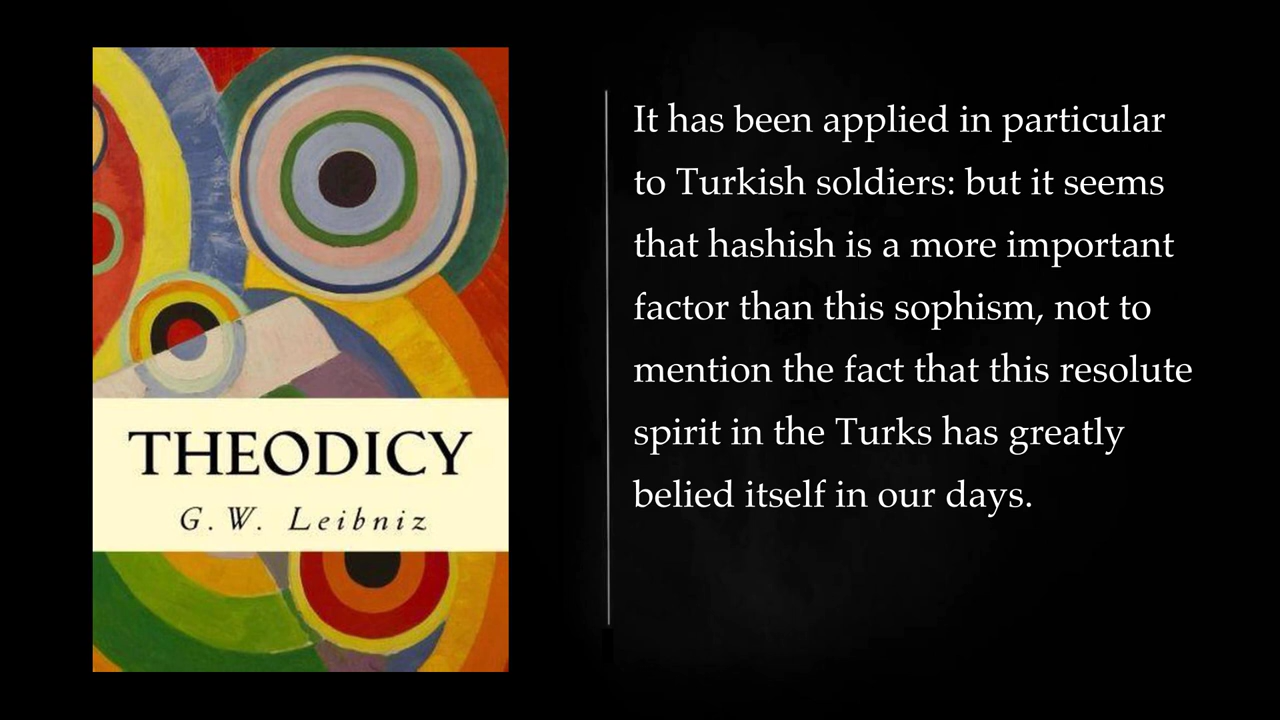 THEODICY
G. W. Leibniz
It has been applied in particular
to Turkish soldiers: but it seems
that hashish is a more important
factor than this sophism, not to
mention the fact that this resolute
spirit in the Turks has greatly
belied itself in our days.